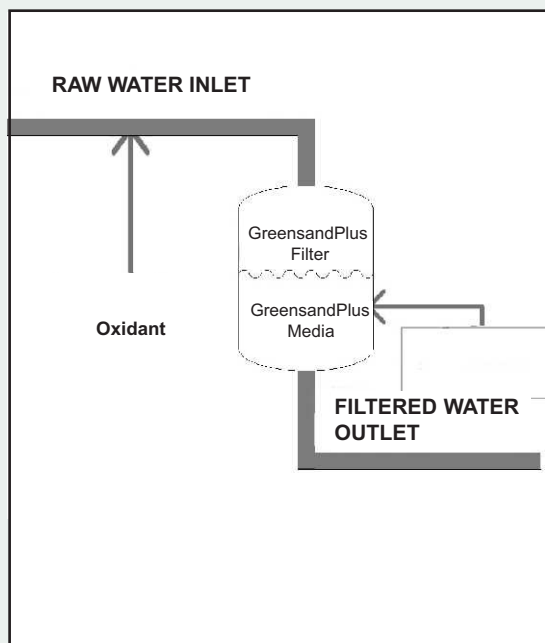 RAW WATER INLET
GreensandPlus
Filter
Oxidant
GreensandPlus
Media
FILTERED WATER
OUTLET